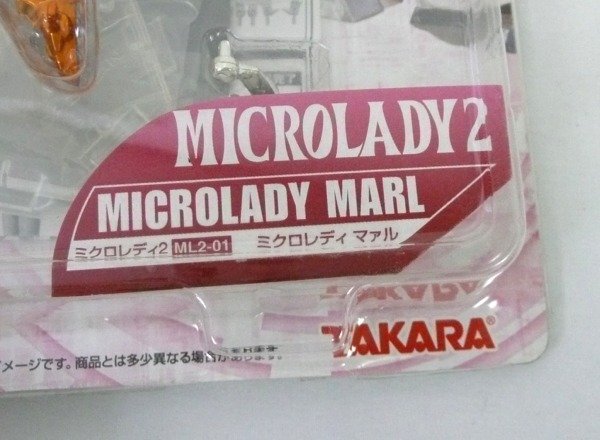 MICROLADY 2
MICROLADY MARL
ミクロレディ2 ML2-01 ミクロレディ マァル
TAKARA
TAKARA®
メージです。商品とは多少異なる場合があります。